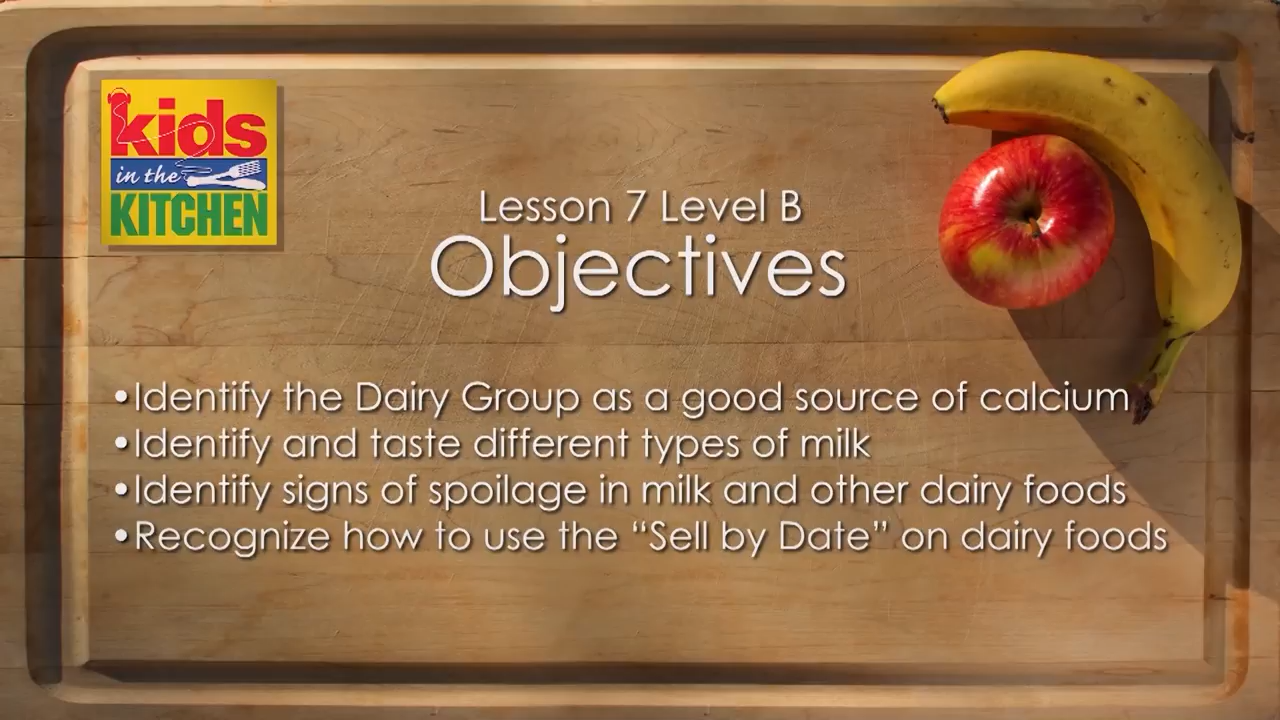 kids
in the
KITCHEN
Lesson 7 Level B
Objectives
•Identify the Dairy Group as a good source of calcium
•Identify and taste different types of milk
•Identify signs of spoilage in milk and other dairy foods
•Recognize how to use the “Sell by Date” on dairy foods